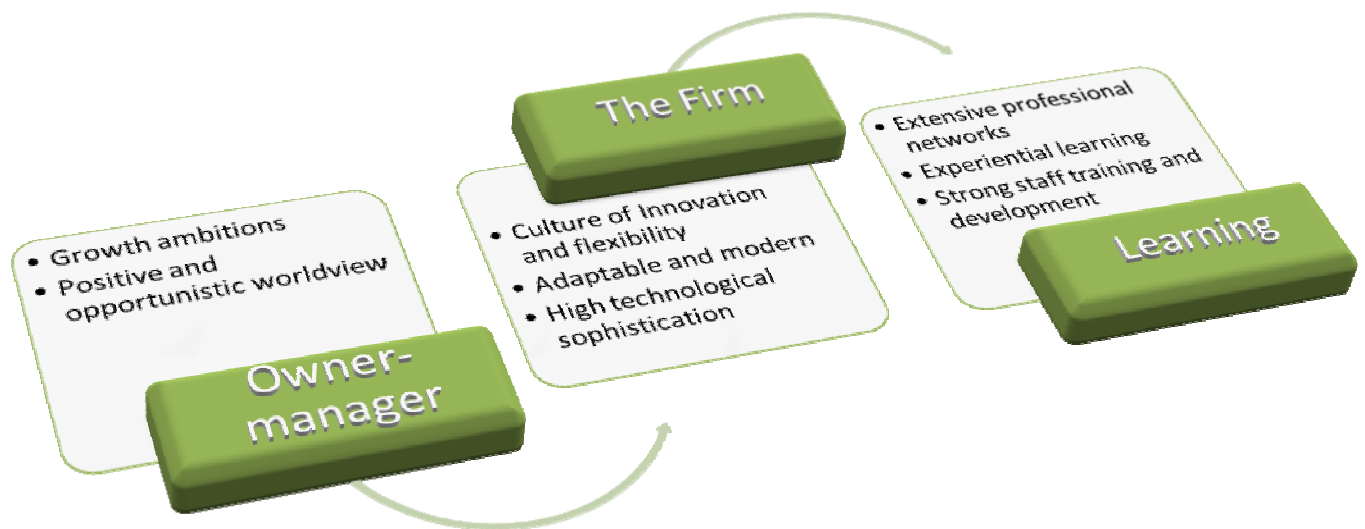 • Growth ambitions
• Positive and
opportunistic worldview
Owner-
manager
The Firm
• Culture of Innovation
and flexibility
• Adaptable and modern
• High technological
sophistication
• Extensive professional
networks
• Experiential learning
• Strong staff training and
development
Learning